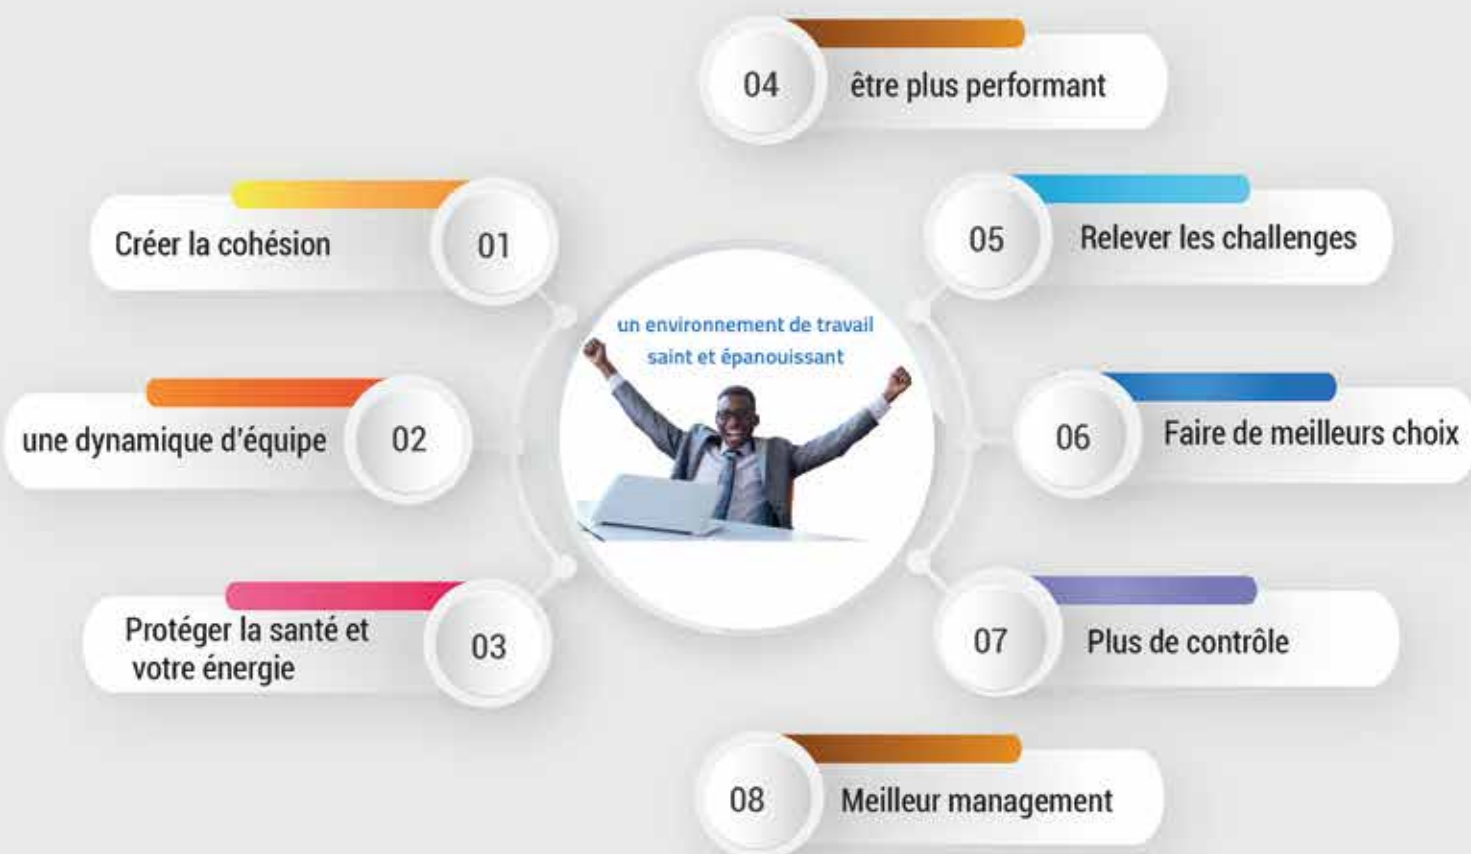 04
être plus performant
01
Créer la cohésion
05
Relever les challenges
un environnement de travail
saint et épanouissant
02
une dynamique d'équipe
06
Faire de meilleurs choix
03
Protéger la santé et
votre énergie
07
Plus de contrôle
08
Meilleur management